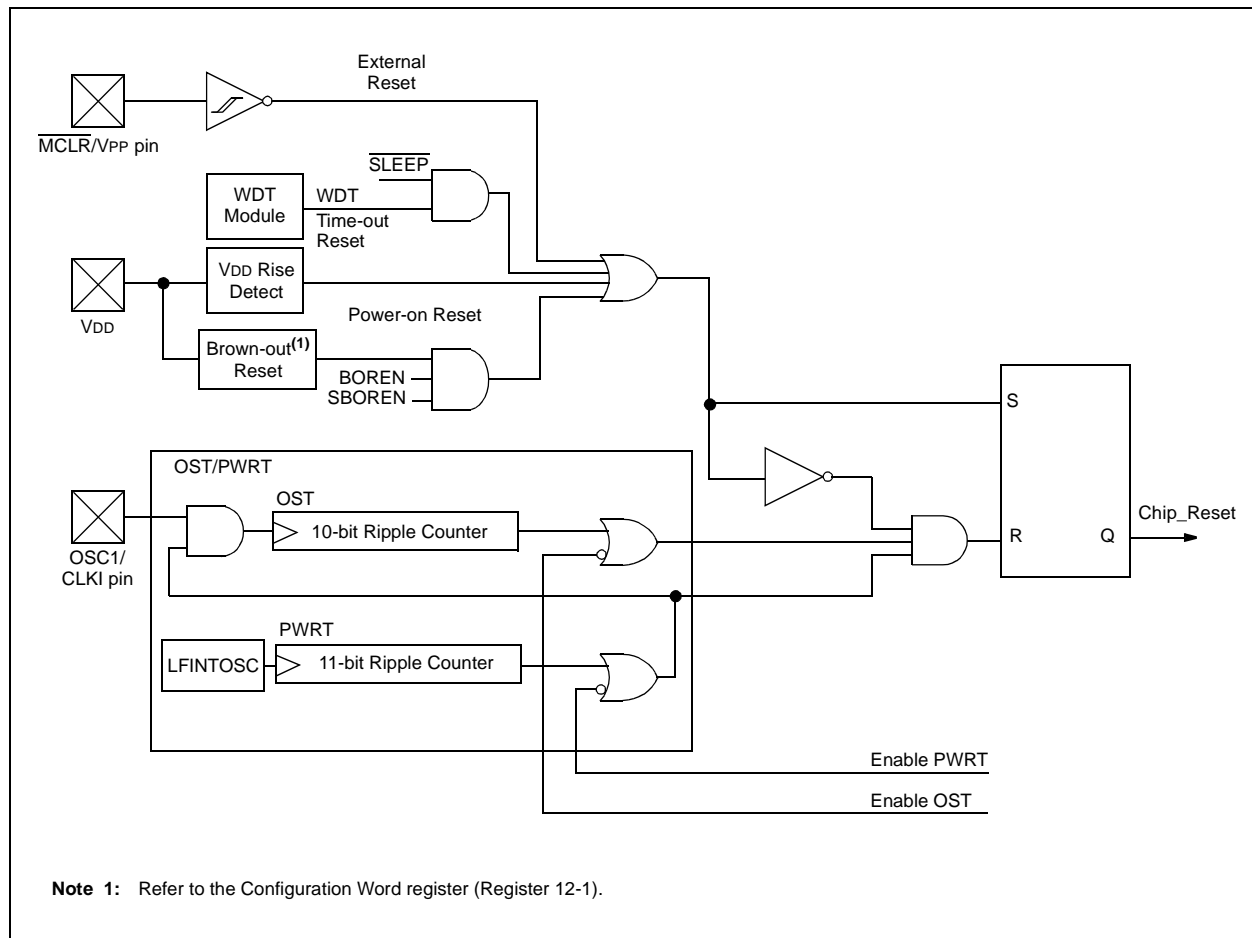 External
Reset
MCLR/VPP pin
SLEEP
WDT
Module
WDT
Time-out
Reset
VDD Rise
Detect
VDD
Power-on Reset
Brown-out(1)
Reset
BOREN
SBOREN
S
OST/PWRT
OST
10-bit Ripple Counter
OSC1/
CLKI pin
R
Q
Chip_Reset
PWRT
LFINTOSC
11-bit Ripple Counter
Enable PWRT
Enable OST
Note 1: Refer to the Configuration Word register (Register 12-1).